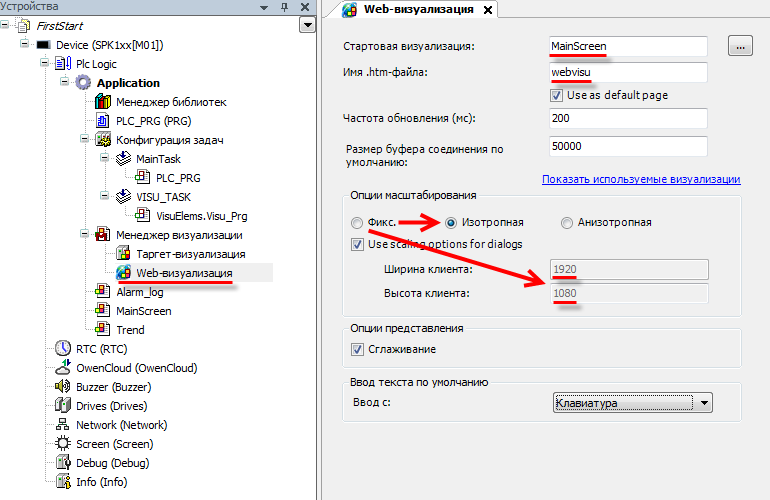 Устройства
FirstStart
Device (SPK1xx[M01])
Plc Logic
Application
Менеджер библиотек
PLC_PRG (PRG)
Конфигурация задач
MainTask
PLC_PRG
VISU_TASK
VisuElems.Visu_Prg
Менеджер визуализации
Таргет-визуализация
Web-визуализация
Alarm_log
MainScreen
Trend
RTC (RTC)
OwenCloud (OwenCloud)
Buzzer (Buzzer)
Drives (Drives)
Network (Network)
Screen (Screen)
Debug (Debug)
Info (Info)
Web-визуализация
Стартовая визуализация: MainScreen ...
Имя .htm-файла: webvisu
Use as default page
Частота обновления (мс): 200
Размер буфера соединения по
умолчанию: 50000
Показать используемые визуализации
Опции масштабирования
Фикс. Изотропная Анизотропная
Use scaling options for dialogs
Ширина клиента: 1920
Высота клиента: 1080
Опции представления
Сглаживание
Ввод текста по умолчанию
Ввод с: Клавиатура